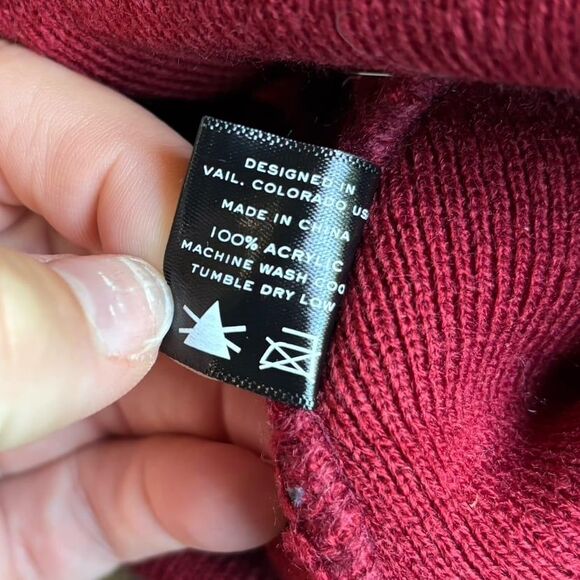 DESIGNED IN
VAIL, COLORADO US
MADE IN CHINA
100% ACRYLIC
MACHINE WASH
TUMBLE DRY LOW